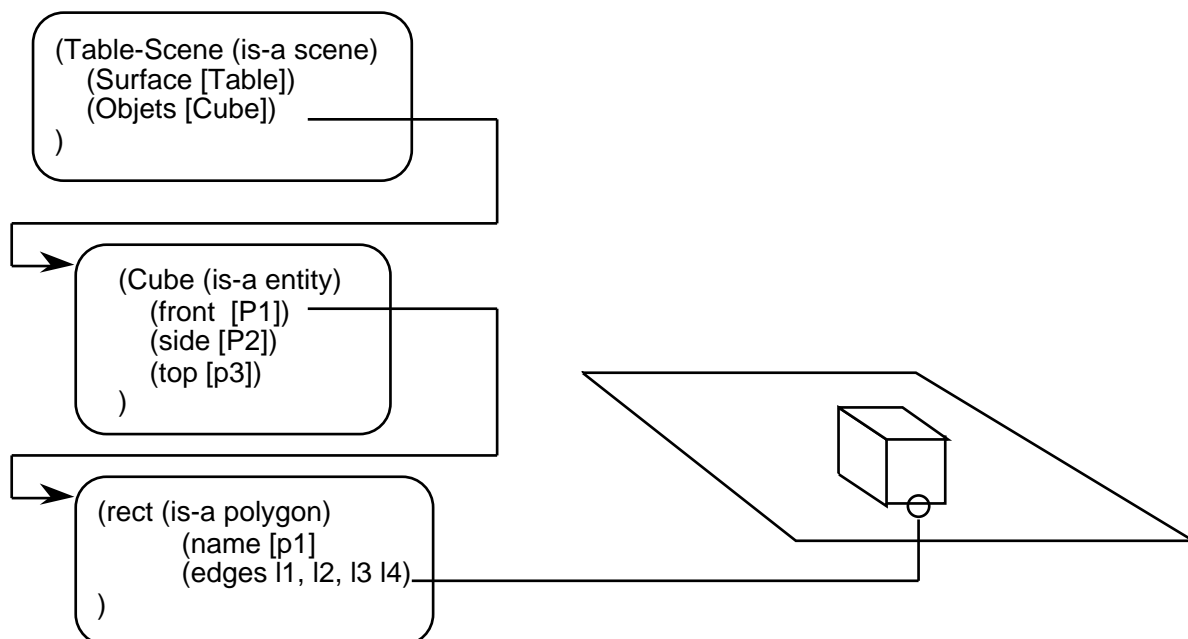 (Table-Scene (is-a scene)
(Surface [Table])
(Objets [Cube])
)
(Cube (is-a entity)
(front [P1])
(side [P2])
(top [p3])
)
(rect (is-a polygon)
(name [p1]
(edges l1, l2, l3 l4)
)